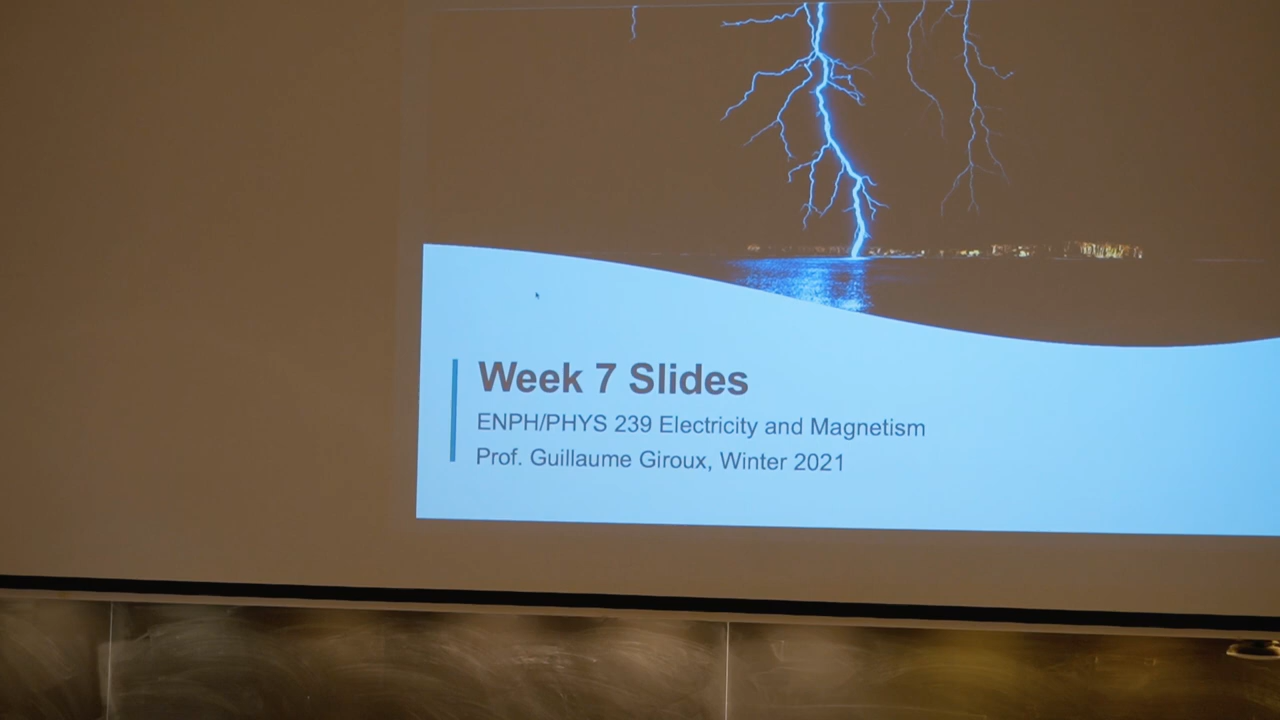 Week 7 Slides
ENPH/PHYS 239 Electricity and Magnetism
Prof. Guillaume Giroux, Winter 2021